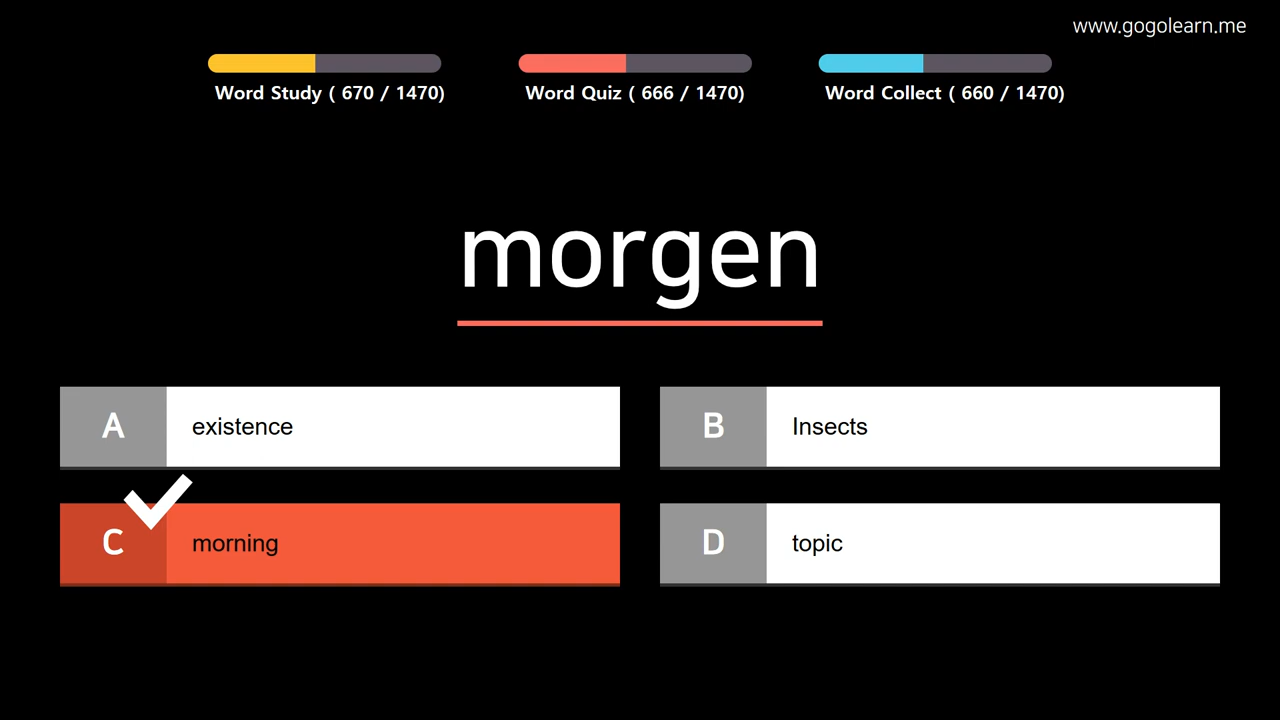 www.gogolearn.me
Word Study ( 670 / 1470)
Word Quiz ( 666 / 1470)
Word Collect ( 660 / 1470)
morgen
A existence
B Insects
C morning
D topic